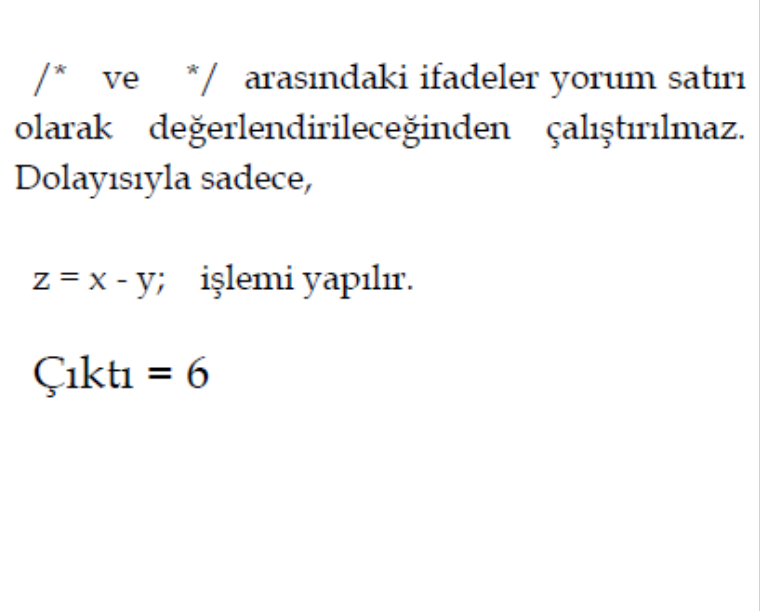 /* ve */ arasındaki ifadeler yorum satırı
olarak değerlendirileceğinden çalıştırılmaz.
Dolayısıyla sadece,
z = x - y; işlemi yapılır.
Çıktı = 6